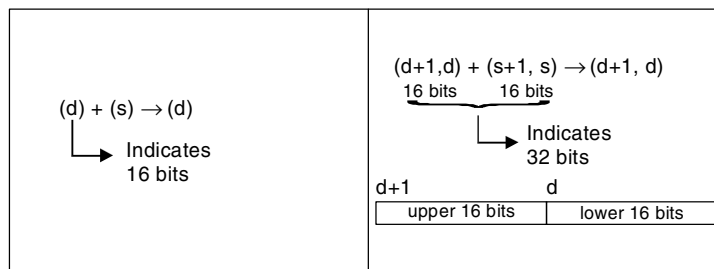 (d) + (s) → (d)
Indicates
16 bits
(d+1,d) + (s+1, s) → (d+1, d)
16 bits 16 bits
Indicates
32 bits
d+1 d
upper 16 bits lower 16 bits